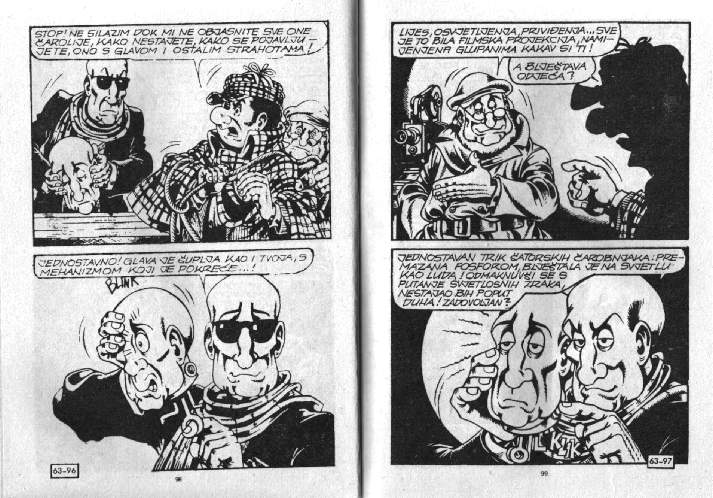 STOP! NE SILAZIM DOK MI NE OBJASNITE SVE ONE
ČAROLIJE, KAKO NESTAJETE, KAKO SE POJAVLJU-
JETE, ONO S GLAVOM I OSTALIM STRAHOTAMA!
JEDNOSTAVNO! GLAVA JE ŠUPLJA KAO I TVOJA, S
MEHANIZMOM KOJI JE POKREĆE...!
BLINK
63-96
98
LIJES, OSVJETLJENJA, PRIVIĐENJA... SVE
JE TO BILA FILMSKA PROJEKCIJA, NAMI-
JENJENA GLUPANIMA KAKAV SI TI!
A BLJEŠTAVA
ODJEĆA?
JEDNOSTAVAN TRIK ČATORSKIH ČAROBNJAKA: PRE-
MAZANA FOSFOROM, BLJEŠTALA JE NA SVJETLU
KAO LUDA, I ODMAKNUVŠI SE S
PUTANJE SVJETLOSNIH ZRAKA,
NESTAJAO BIH POPUT
DUHA! ZADOVOLJAN?
KLIK
63-97
99